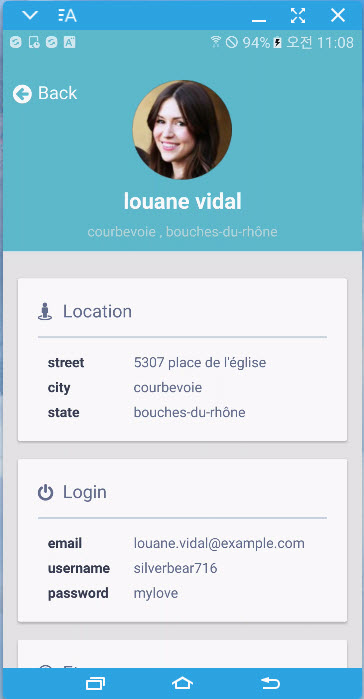 94% 오전 11:08
Back
louane vidal
courbevoie , bouches-du-rhône
Location
street 5307 place de l'église
city courbevoie
state bouches-du-rhône
Login
email louane.vidal@example.com
username silverbear716
password mylove